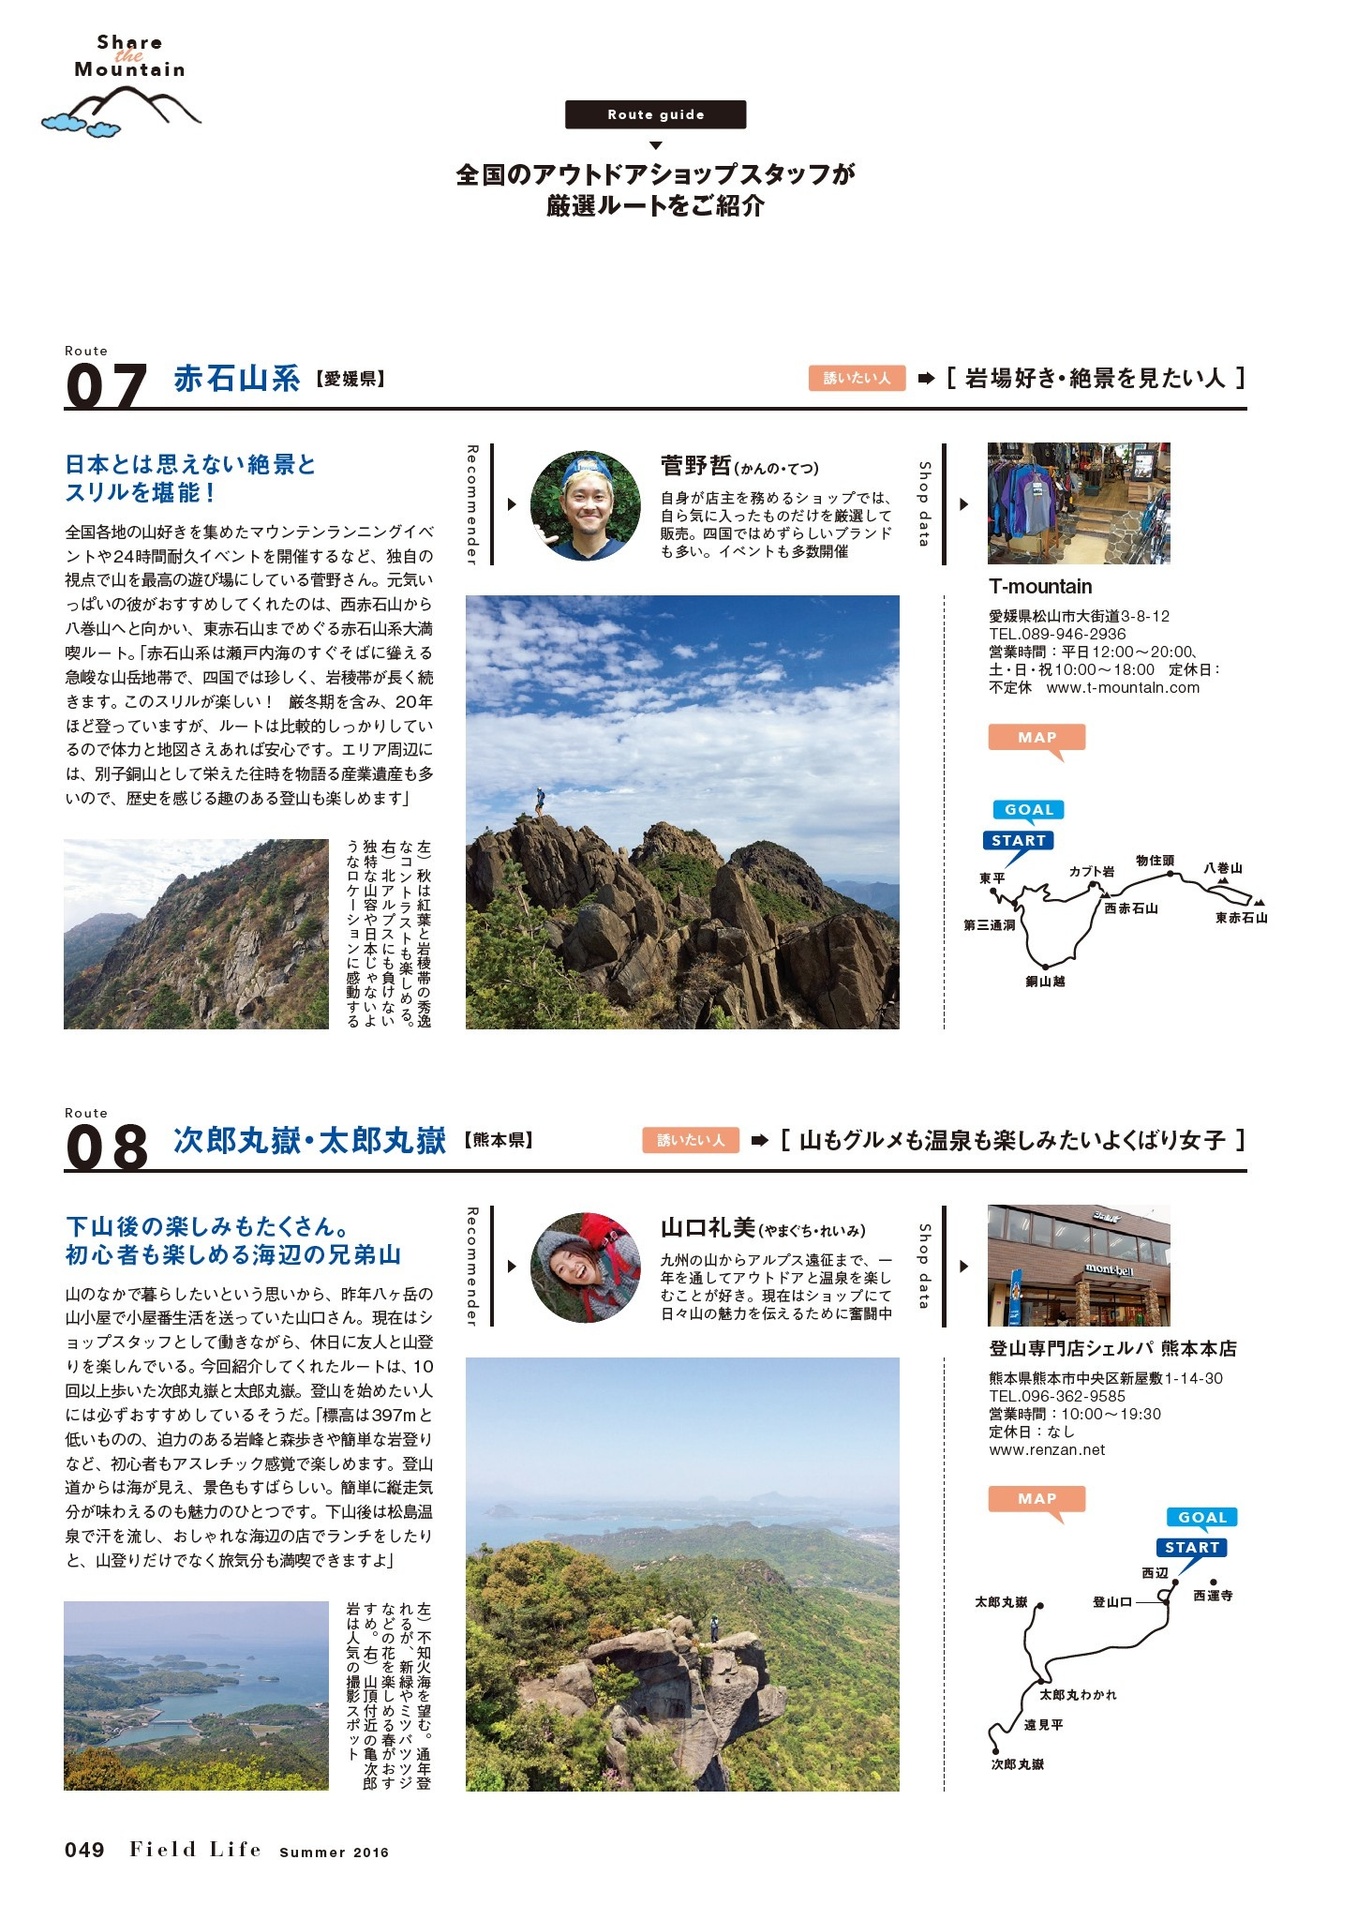 Share
the
Mountain
Route guide
全国のアウトドアショップスタッフが
厳選ルートをご紹介
Route
07 赤石山系【愛媛県】
誘いたい人 ➡ [ 岩場好き・絶景を見たい人 ]
日本とは思えない絶景と
スリルを堪能！
全国各地の山好きを集めたマウンテンランニングイベ
ントや24時間耐久イベントを開催するなど、独自の
視点で山を最高の遊び場にしている菅野さん。元気い
っぱいの彼がおすすめしてくれたのは、西赤石山から
八巻山へと向かい、東赤石山までめぐる赤石山系大満
喫ルート。「赤石山系は瀬戸内海のすぐそばに聳える
急峻な山岳地帯で、四国では珍しく、岩稜帯が長く続
きます。このスリルが楽しい！　厳冬期を含み、20年
ほど登っていますが、ルートは比較的しっかりしてい
るので体力と地図さえあれば安心です。エリア周辺に
は、別子銅山として栄えた往時を物語る産業遺産も多
いので、歴史を感じる趣のある登山も楽しめます」
左）秋は紅葉と岩稜帯の秀逸
なコントラストも楽しめる。
右）北アルプスにも負けない
独特な山容や日本じゃないよ
うなロケーションに感動する
Recommender
菅野哲(かんの・てつ)
自身が店主を務めるショップでは、
自ら気に入ったものだけを厳選して
販売。四国ではめずらしいブランド
も多い。イベントも多数開催
Shop data
T-mountain
愛媛県松山市大街道3-8-12
TEL.089-946-2936
営業時間：平日12:00〜20:00、
土・日・祝10:00〜18:00　定休日：
不定休　www.t-mountain.com
MAP
GOAL
START
東平
第三通洞
カブト岩
物住頭
八巻山
西赤石山
東赤石山
銅山越
Route
08 次郎丸嶽・太郎丸嶽【熊本県】
誘いたい人 ➡ [ 山もグルメも温泉も楽しみたいよくばり女子 ]
下山後の楽しみもたくさん。
初心者も楽しめる海辺の兄弟山
山のなかで暮らしたいという思いから、昨年八ヶ岳の
山小屋で小屋番生活を送っていた山口さん。現在はシ
ョップスタッフとして働きながら、休日に友人と山登
りを楽しんでいる。今回紹介してくれたルートは、10
回以上歩いた次郎丸嶽と太郎丸嶽。登山を始めたい人
には必ずおすすめしているそうだ。「標高は397mと
低いものの、迫力のある岩峰と森歩きや簡単な岩登り
など、初心者もアスレチック感覚で楽しめます。登山
道からは海が見え、景色もすばらしい。簡単に縦走気
分が味わえるのも魅力のひとつです。下山後は松島温
泉で汗を流し、おしゃれな海辺の店でランチをしたり
と、山登りだけでなく旅気分も満喫できますよ」
左）不知火海を望む。通年登
れるが、新緑やミツバツツジ
などの花を楽しめる春がおす
すめ。右）山頂付近の亀次郎
岩は人気の撮影スポット
Recommender
山口礼美(やまぐち・れいみ)
九州の山からアルプス遠征まで、一
年を通してアウトドアと温泉を楽し
むことが好き。現在はショップにて
日々山の魅力を伝えるために奮闘中
Shop data
シェルパ
mont-bell
登山専門店シェルパ 熊本本店
熊本県熊本市中央区新屋敷1-14-30
TEL.096-362-9585
営業時間：10:00〜19:30
定休日：なし
www.renzan.net
MAP
GOAL
START
西辺
西運寺
登山口
太郎丸嶽
太郎丸わかれ
遠見平
次郎丸嶽
049 Field Life Summer 2016